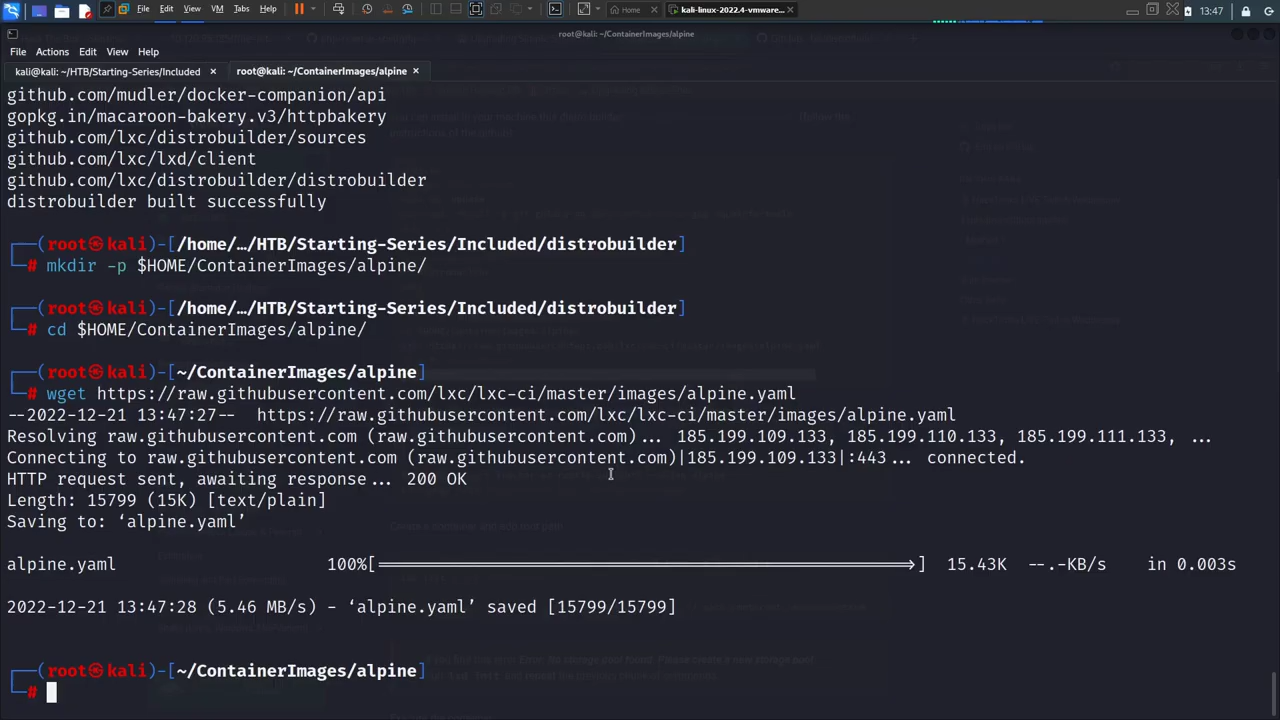 File Edit View VM Tabs Help Home kali-linux-2022.4-vmware... 13:47
root@kali: ~/ContainerImages/alpine
File Actions Edit View Help
kali@kali: ~/HTB/Starting-Series/Included root@kali: ~/ContainerImages/alpine
github.com/mudler/docker-companion/api
gopkg.in/macaroon-bakery.v3/httpbakery
github.com/lxc/distrobuilder/sources
github.com/lxc/lxd/client
github.com/lxc/distrobuilder/distrobuilder
distrobuilder built successfully
┌──(root㉿kali)-[/home/…/HTB/Starting-Series/Included/distrobuilder]
└─# mkdir -p $HOME/ContainerImages/alpine/
┌──(root㉿kali)-[/home/…/HTB/Starting-Series/Included/distrobuilder]
└─# cd $HOME/ContainerImages/alpine/
┌──(root㉿kali)-[~/ContainerImages/alpine]
└─# wget https://raw.githubusercontent.com/lxc/lxc-ci/master/images/alpine.yaml
--2022-12-21 13:47:27-- https://raw.githubusercontent.com/lxc/lxc-ci/master/images/alpine.yaml
Resolving raw.githubusercontent.com (raw.githubusercontent.com)... 185.199.109.133, 185.199.110.133, 185.199.111.133, ...
Connecting to raw.githubusercontent.com (raw.githubusercontent.com)|185.199.109.133|:443... connected.
HTTP request sent, awaiting response... 200 OK
Length: 15799 (15K) [text/plain]
Saving to: ‘alpine.yaml’
alpine.yaml 100%[===================>] 15.43K --.-KB/s in 0.003s
2022-12-21 13:47:28 (5.46 MB/s) - ‘alpine.yaml’ saved [15799/15799]
┌──(root㉿kali)-[~/ContainerImages/alpine]
└─#